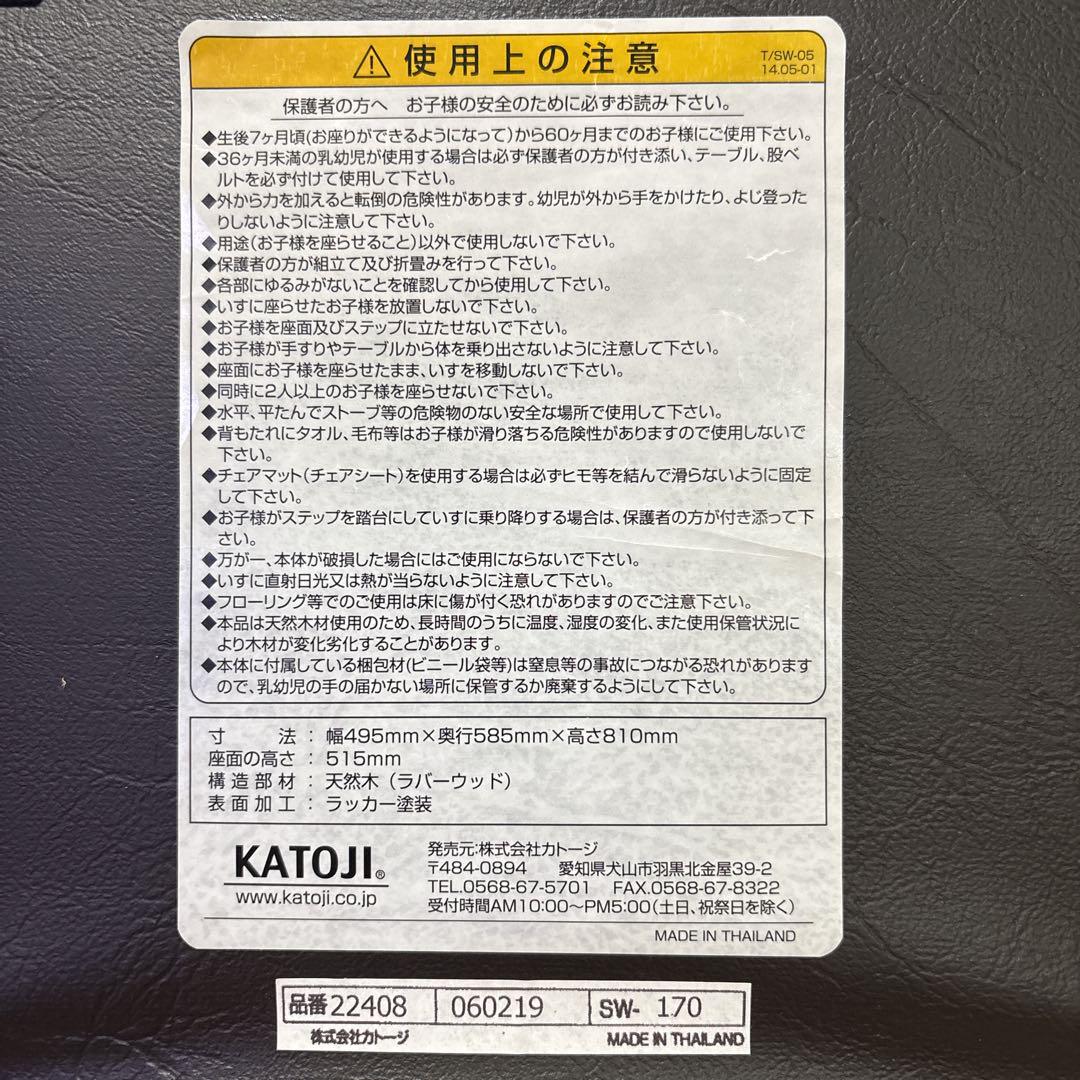 ⚠使用上の注意
T/SW-05
14.05-01
保護者の方へ　お子様の安全のために必ずお読み下さい。
◆生後7ヶ月頃(お座りができるようになって)から60ヶ月までのお子様にご使用下さい。
◆36ヶ月未満の乳幼児が使用する場合は必ず保護者の方が付き添い、テーブル、股ベ
ルトを必ず付けて使用して下さい。
◆外から力を加えると転倒の危険性があります。幼児が外から手をかけたり、よじ登った
りしないように注意して下さい。
◆用途(お子様を座らせること)以外で使用しないで下さい。
◆保護者の方が組立て及び折畳みを行って下さい。
◆各部にゆるみがないことを確認してから使用して下さい。
◆いすに座らせたお子様を放置しないで下さい。
◆お子様を座面及びステップに立たせないで下さい。
◆お子様が手すりやテーブルから体を乗り出さないように注意して下さい。
◆座面にお子様を座らせたまま、いすを移動しないで下さい。
◆同時に2人以上のお子様を座らせないで下さい。
◆水平、平たんでストーブ等の危険物のない安全な場所で使用して下さい。
◆背もたれにタオル、毛布等はお子様が滑り落ちる危険性がありますので使用しないで
下さい。
◆チェアマット(チェアシート)を使用する場合は必ずヒモ等を結んで滑らないように固定
して下さい。
◆お子様がステップを踏台にしていすに乗り降りする場合は、保護者の方が付き添って下
さい。
◆万が一、本体が破損した場合にはご使用にならないで下さい。
◆いすに直射日光又は熱が当らないように注意して下さい。
◆フローリング等でのご使用は床に傷が付く恐れがありますのでご注意下さい。
◆本品は天然木材使用のため、長時間のうちに温度、湿度の変化、また使用保管状況に
より木材が変化劣化することがあります。
◆本体に付属している梱包材(ビニール袋等)は窒息等の事故につながる恐れがあります
ので、乳幼児の手の届かない場所に保管するか廃棄するようにして下さい。
寸　　法：幅495mm×奥行585mm×高さ810mm
座面の高さ：515mm
構造部材：天然木（ラバーウッド）
表面加工：ラッカー塗装
KATOJI®
www.katoji.co.jp
発売元:株式会社カトージ
〒484-0894　愛知県犬山市羽黒北金屋39-2
TEL.0568-67-5701　FAX.0568-67-8322
受付時間AM10:00～PM5:00(土日、祝祭日を除く)
MADE IN THAILAND
品番22408　060219　SW- 170
株式会社カトージ　MADE IN THAILAND